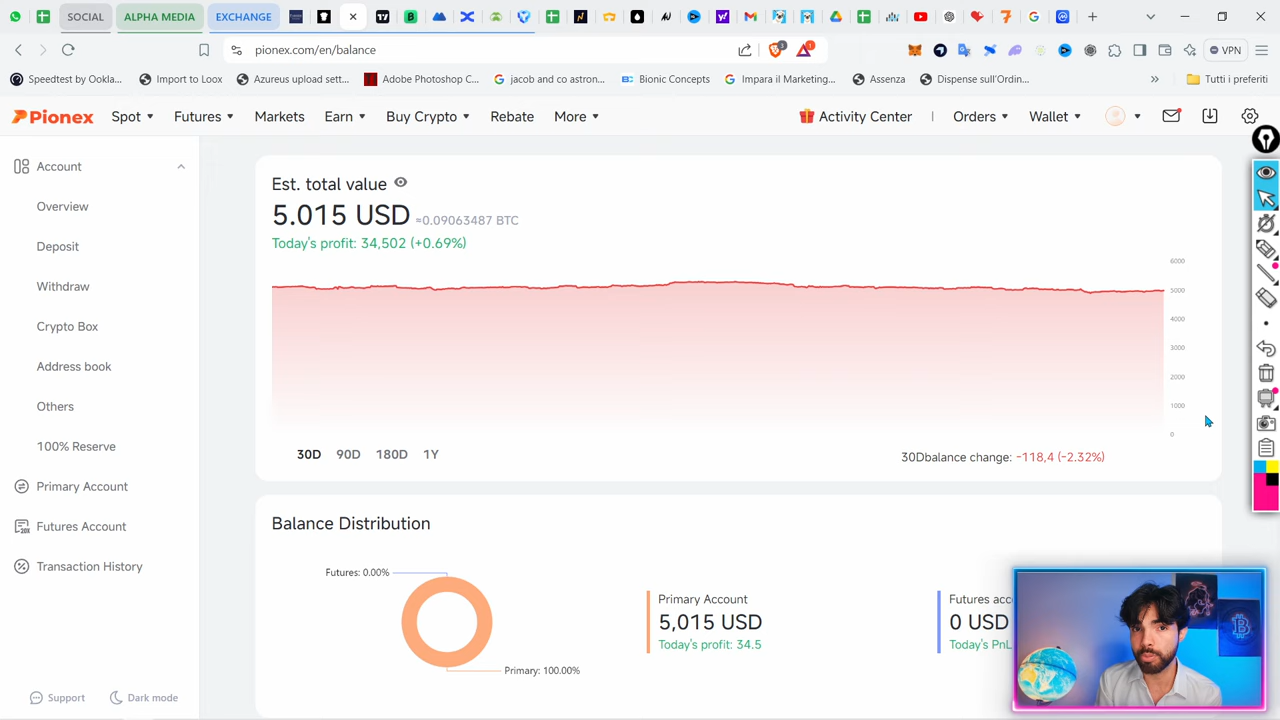 SOCIAL ALPHA MEDIA EXCHANGE
pionex.com/en/balance VPN
Speedtest by Ookla... Import to Loox Azureus upload sett... Adobe Photoshop C... jacob and co astron... Bionic Concepts Impara il Marketing... Assenza Dispense sull'Ordin... Tutti i preferiti
Pionex Spot Futures Markets Earn Buy Crypto Rebate More Activity Center Orders Wallet
Account
Overview
Deposit
Withdraw
Crypto Box
Address book
Others
100% Reserve
Primary Account
Futures Account
Transaction History
Support Dark mode
Est. total value
5.015 USD ≈0.09063487 BTC
Today's profit: 34,502 (+0.69%)
6000
5000
4000
3000
2000
1000
0
30D 90D 180D 1Y
30Dbalance change: -118,4 (-2.32%)
Balance Distribution
Futures: 0.00%
Primary: 100.00%
Primary Account
5,015 USD
Today's profit: 34.5
Futures acc
0 USD
Today's PnL